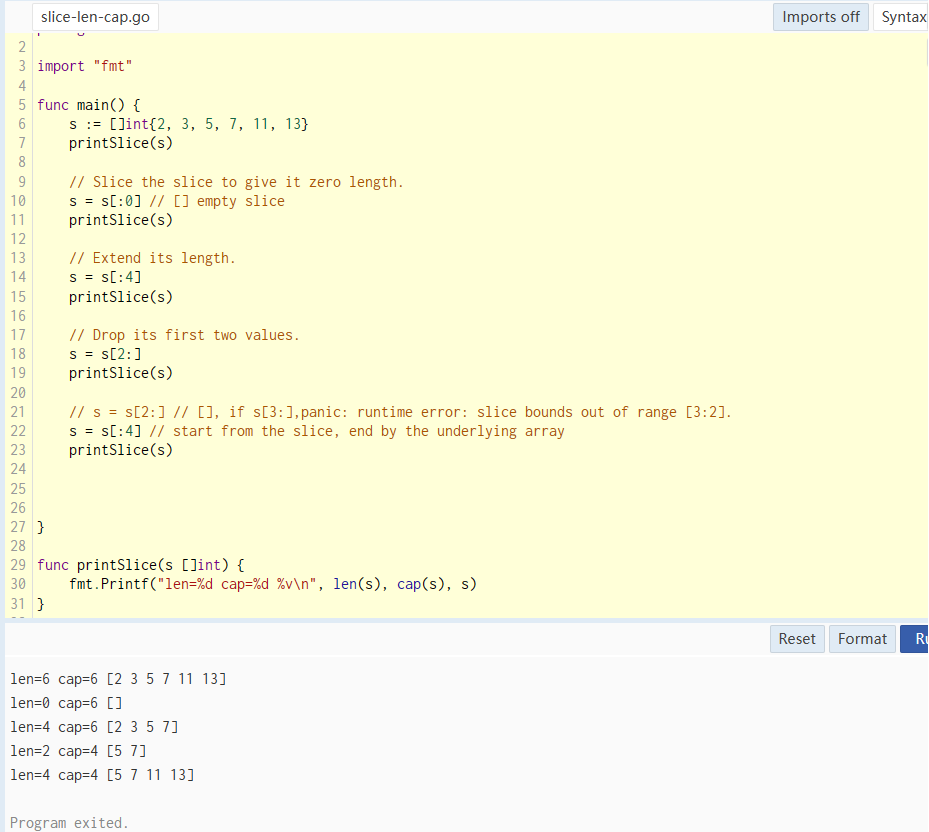 slice-len-cap.go
Imports off
Syntax
2
3 import "fmt"
4
5 func main() {
6     s := []int{2, 3, 5, 7, 11, 13}
7     printSlice(s)
8
9     // Slice the slice to give it zero length.
10     s = s[:0] // [] empty slice
11     printSlice(s)
12
13     // Extend its length.
14     s = s[:4]
15     printSlice(s)
16
17     // Drop its first two values.
18     s = s[2:]
19     printSlice(s)
20
21     // s = s[2:] // [], if s[3:],panic: runtime error: slice bounds out of range [3:2].
22     s = s[:4] // start from the slice, end by the underlying array
23     printSlice(s)
24
25
26
27 }
28
29 func printSlice(s []int) {
30     fmt.Printf("len=%d cap=%d %v\n", len(s), cap(s), s)
31 }
Reset
Format
len=6 cap=6 [2 3 5 7 11 13]
len=0 cap=6 []
len=4 cap=6 [2 3 5 7]
len=2 cap=4 [5 7]
len=4 cap=4 [5 7 11 13]
Program exited.